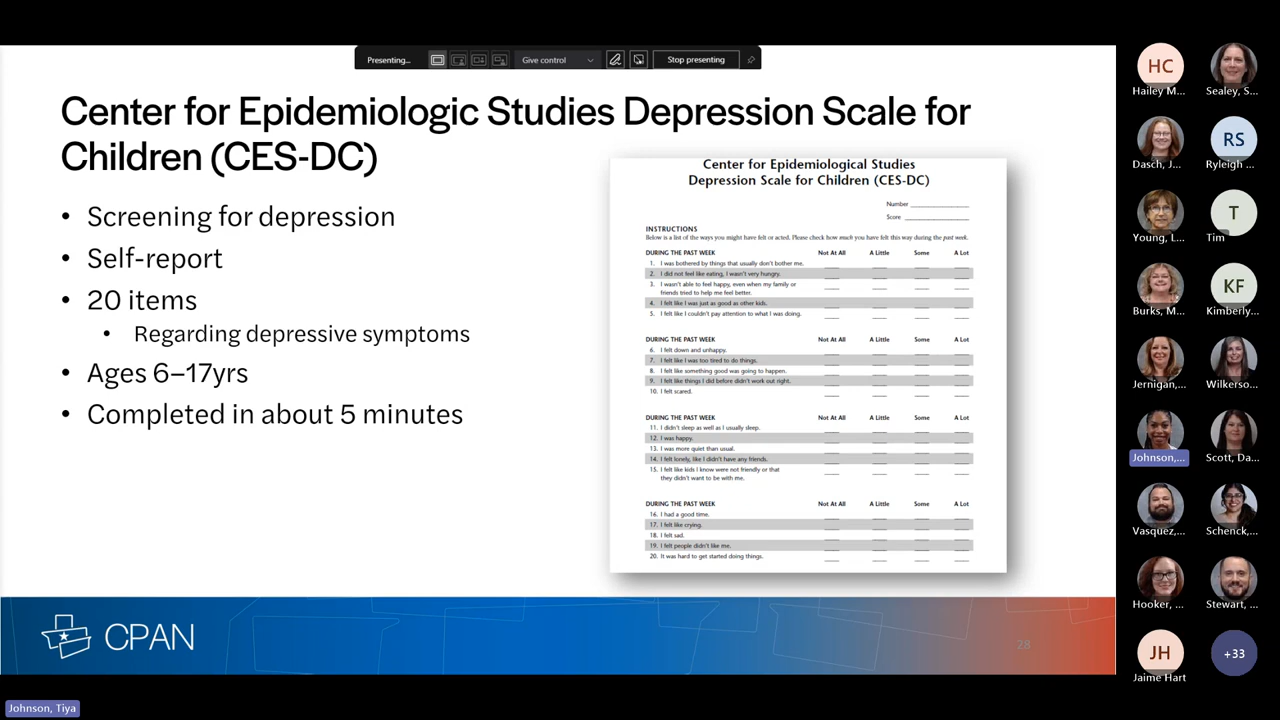 Presenting...
Give control
Stop presenting
Center for Epidemiologic Studies Depression Scale for
Children (CES-DC)
• Screening for depression
• Self-report
• 20 items
• Regarding depressive symptoms
• Ages 6–17yrs
• Completed in about 5 minutes
Center for Epidemiological Studies
Depression Scale for Children (CES-DC)
Number
Score
INSTRUCTIONS
Below is a list of the ways you might have felt or acted. Please check how much you have felt this way during the past week.
DURING THE PAST WEEK Not At All A Little Some A Lot
1. I was bothered by things that usually don't bother me.
2. I did not feel like eating, I wasn't very hungry.
3. I wasn't able to feel happy, even when my family or
friends tried to help me feel better.
4. I felt like I was just as good as other kids.
5. I felt like I couldn't pay attention to what I was doing.
DURING THE PAST WEEK Not At All A Little Some A Lot
6. I felt down and unhappy.
7. I felt like I was too tired to do things.
8. I felt like something good was going to happen.
9. I felt like things I did before didn't work out right.
10. I felt scared.
DURING THE PAST WEEK Not At All A Little Some A Lot
11. I didn't sleep as well as I usually sleep.
12. I was happy.
13. I was more quiet than usual.
14. I felt lonely, like I didn't have any friends.
15. I felt like kids I know were not friendly or that
they didn't want to be with me.
DURING THE PAST WEEK Not At All A Little Some A Lot
16. I had a good time.
17. I felt like crying.
18. I felt sad.
19. I felt people didn't like me.
20. It was hard to get started doing things.
CPAN
28
HC
Hailey M...
Sealey, S...
Dasch, J...
RS
Ryleigh ...
Young, L...
T
Tim
Burks, M...
KF
Kimberly...
Jernigan,...
Wilkerso...
Johnson,...
Scott, Da...
Vasquez,...
Schenck,...
Hooker, ...
Stewart, ...
JH
Jaime Hart
+33
Johnson, Tiya